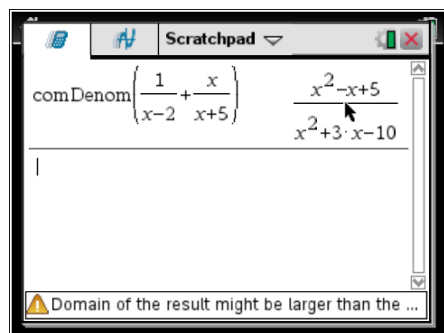 Scratchpad
comDenom(1/(x−2) + x/(x+5))    (x²−x+5)/(x²+3·x−10)
Domain of the result might be larger than the ...